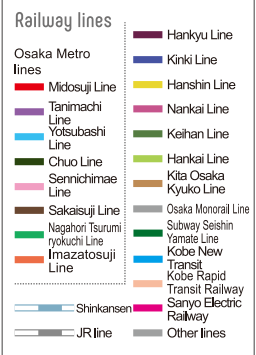 Railway lines
Osaka Metro
lines
Midosuji Line
Tanimachi
Line
Yotsubashi
Line
Chuo Line
Sennichimae
Line
Sakaisuji Line
Nagahori Tsurumi
ryokuchi Line
Imazatosuji
Line
Shinkansen
JR line
Hankyu Line
Kinki Line
Hanshin Line
Nankai Line
Keihan Line
Hankai Line
Kita Osaka
Kyuko Line
Osaka Monorail Line
Subway Seishin
Yamate Line
Kobe New
Transit
Kobe Rapid
Transit Railway
Sanyo Electric
Railway
Other lines